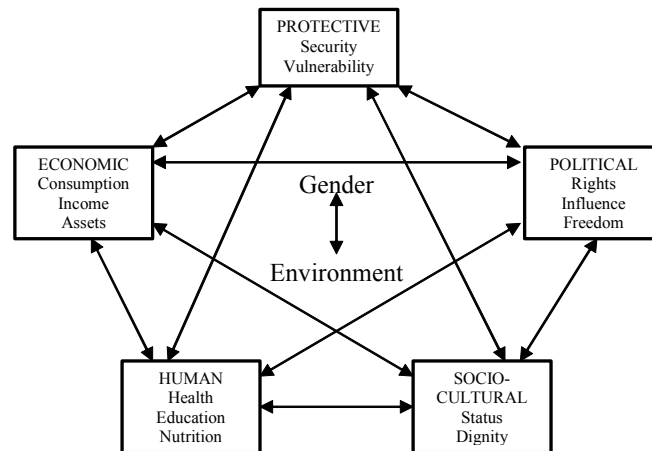 PROTECTIVE
Security
Vulnerability
ECONOMIC
Consumption
Income
Assets
Gender
POLITICAL
Rights
Influence
Freedom
Environment
HUMAN
Health
Education
Nutrition
SOCIO-
CULTURAL
Status
Dignity